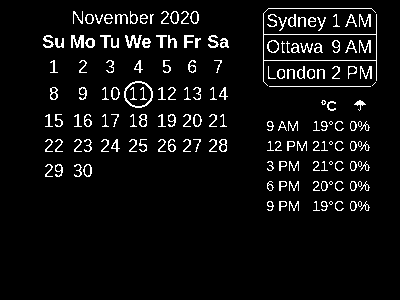 November 2020
Su Mo Tu We Th Fr Sa
1 2 3 4 5 6 7
8 9 10 11 12 13 14
15 16 17 18 19 20 21
22 23 24 25 26 27 28
29 30
Sydney 1 AM
Ottawa 9 AM
London 2 PM
°C ☂
9 AM 19°C 0%
12 PM 21°C 0%
3 PM 21°C 0%
6 PM 20°C 0%
9 PM 19°C 0%